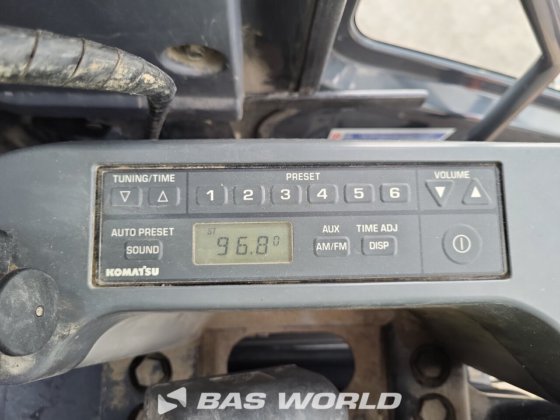 TUNING/TIME PRESET VOLUME
1 2 3 4 5 6
AUTO PRESET AUX TIME ADJ
SOUND ST 96.80 AM/FM DISP
KOMATSU
BAS WORLD